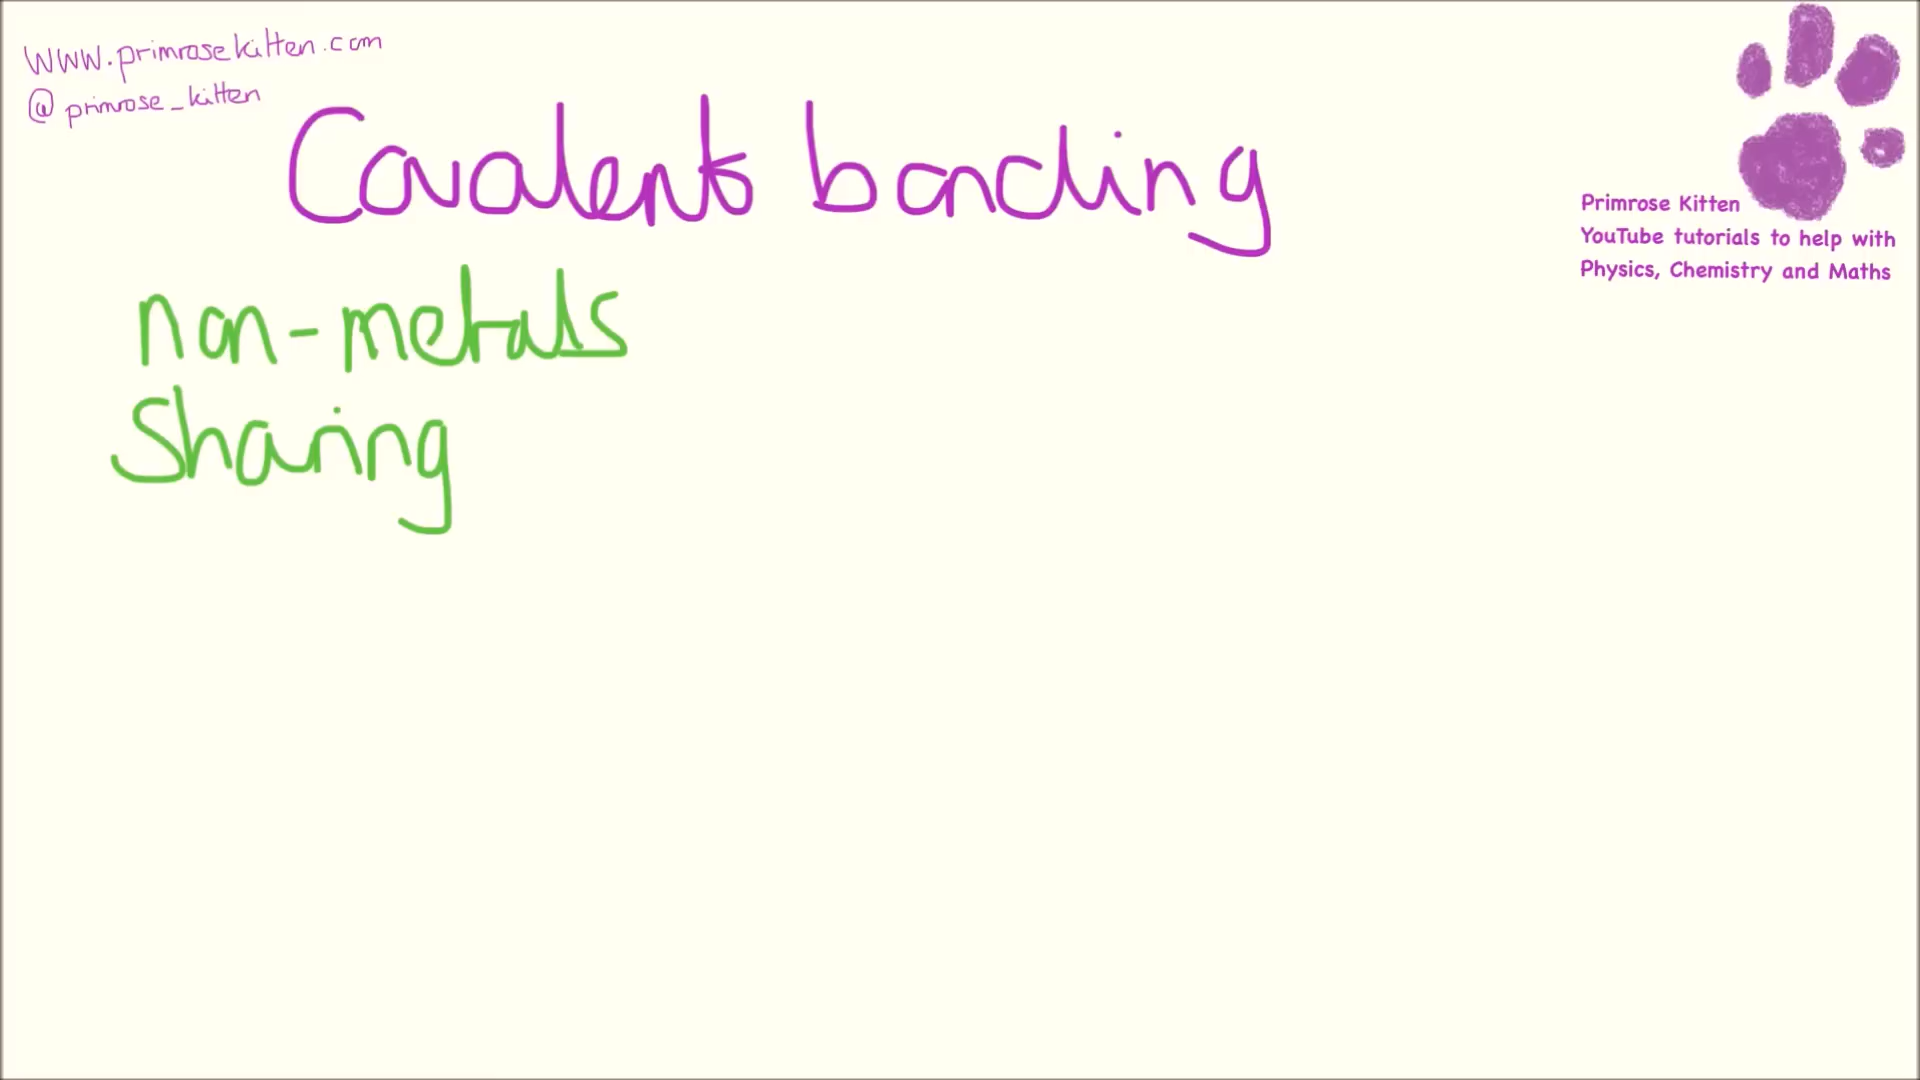 www.primrosekitten.com
@primrose_kitten
Covalent bonding
non-metals
Sharing
Primrose Kitten
YouTube tutorials to help with
Physics, Chemistry and Maths